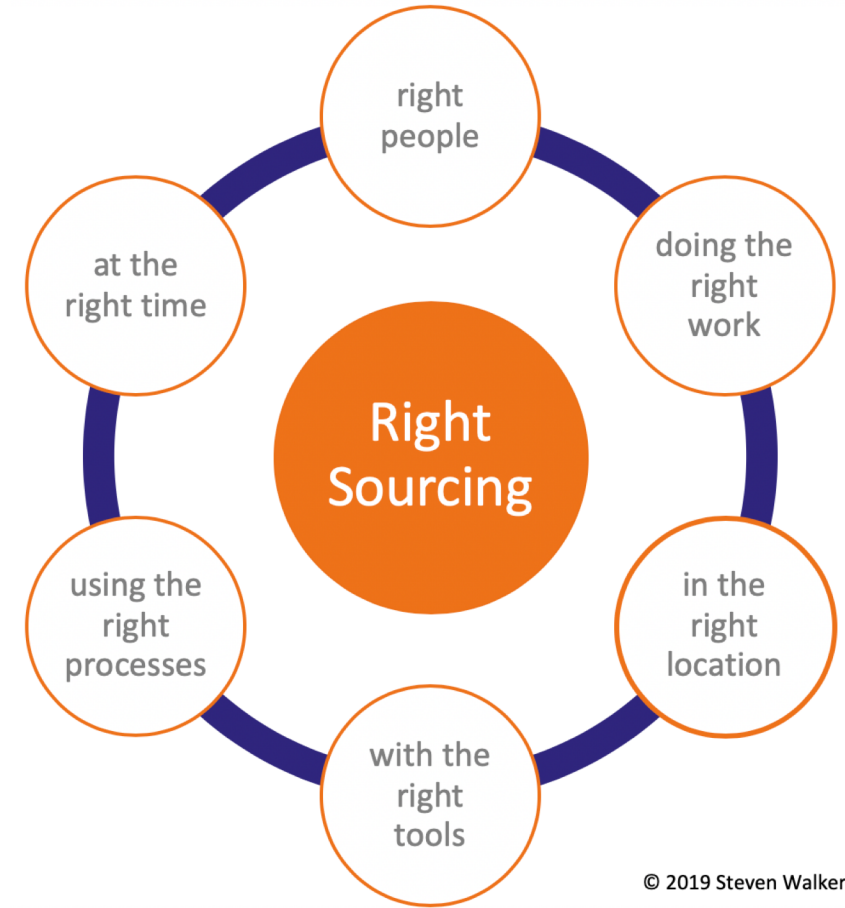 right
people
doing the
right
work
in the
right
location
with the
right
tools
using the
right
processes
at the
right time
Right
Sourcing
© 2019 Steven Walker